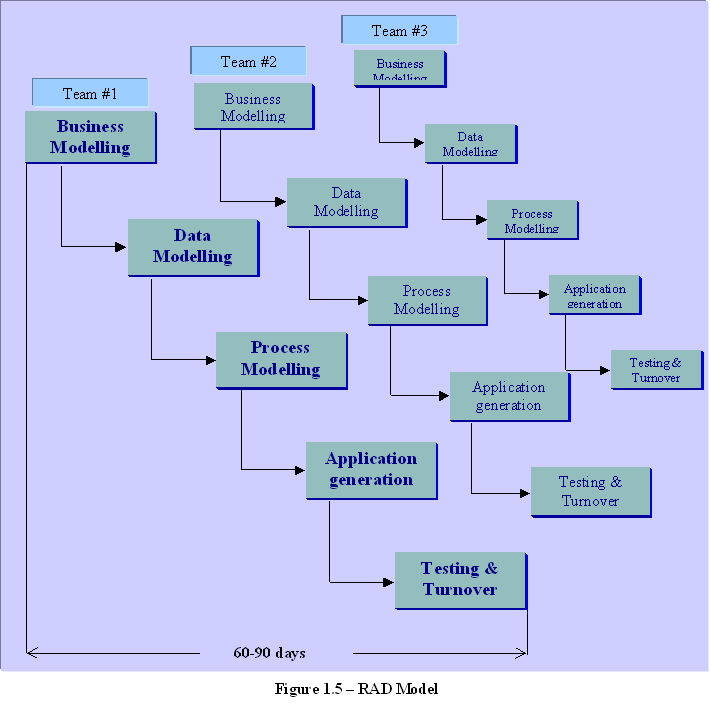 Team #1
Business
Modelling
Data
Modelling
Process
Modelling
Application
generation
Testing &
Turnover
Team #2
Business
Modelling
Data
Modelling
Process
Modelling
Application
generation
Testing &
Turnover
Team #3
Business
Modelling
Data
Modelling
Process
Modelling
Application
generation
Testing &
Turnover
60-90 days
Figure 1.5 – RAD Model